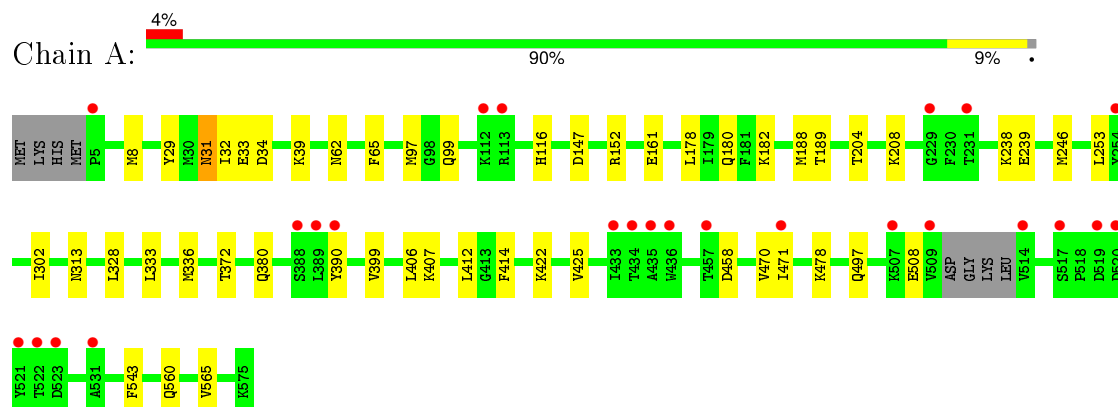 4%
Chain A:
90% 9% •
MET LYS HIS MET P5 M8 Y29 M30 N31 I32 E33 D34 K39 N62 F65 M97 G98 Q99 K112 R113 H116 D147 R152 E161 L178 I179 Q180 F181 K182 M188 T189 T204 K208 G229 F230 T231 K238 E239 M246 L253 Y254
I302 N313 L328 L333 M336 T372 Q380 S388 L389 Y390 V399 L406 K407 L412 G413 F414 K422 V425 I433 T434 A435 W436 T457 D458 V470 I471 K478 Q497 K507 E508 V509 ASP GLY LYS LEU V514 S517 P518 D519 D520
Y521 T522 D523 A531 F543 Q560 V565 K575